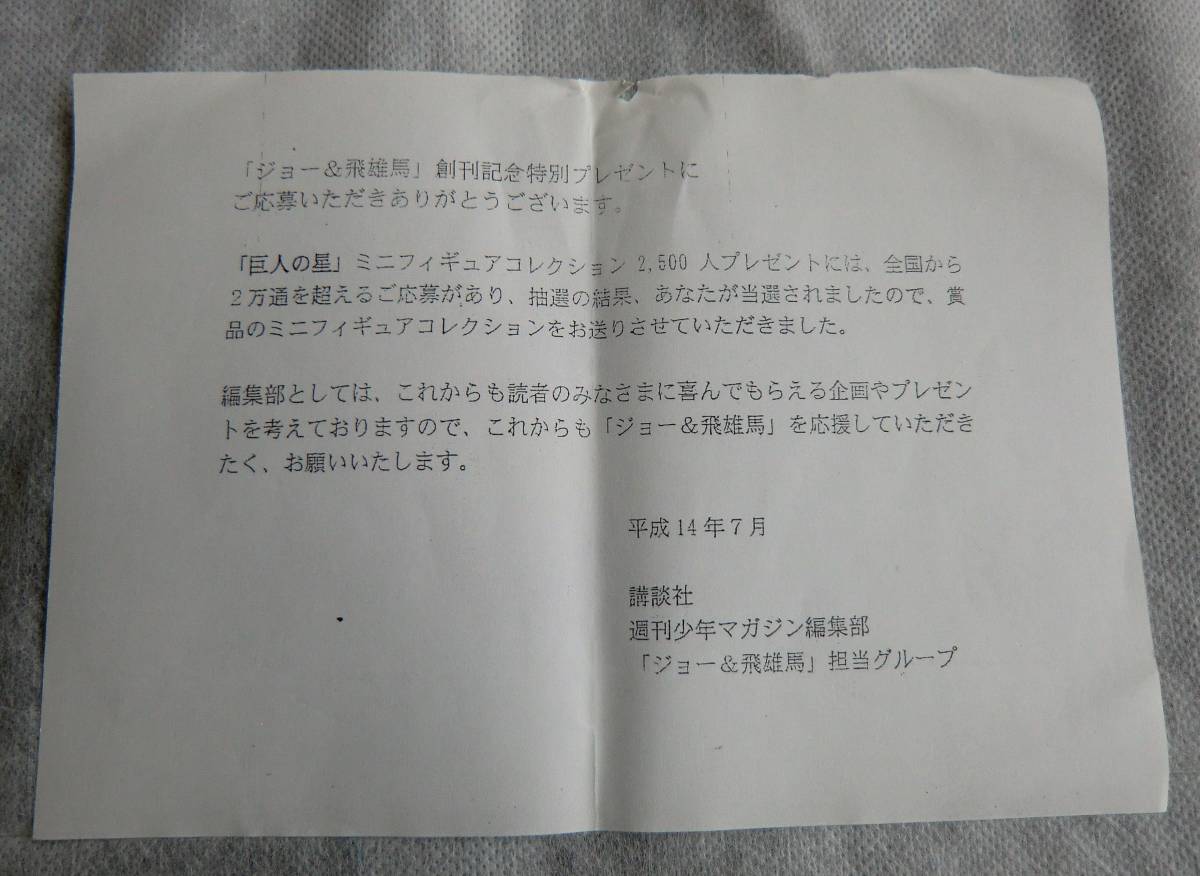 「ジョー＆飛雄馬」創刊記念特別プレゼントに
ご応募いただきありがとうございます。
「巨人の星」ミニフィギュアコレクション 2,500 人プレゼントには、全国から
２万通を超えるご応募があり、抽選の結果、あなたが当選されましたので、賞
品のミニフィギュアコレクションをお送りさせていただきました。
編集部としては、これからも読者のみなさまに喜んでもらえる企画やプレゼン
トを考えておりますので、これからも「ジョー＆飛雄馬」を応援していただき
たく、お願いいたします。
平成 14 年７月
講談社
週刊少年マガジン編集部
「ジョー＆飛雄馬」担当グループ